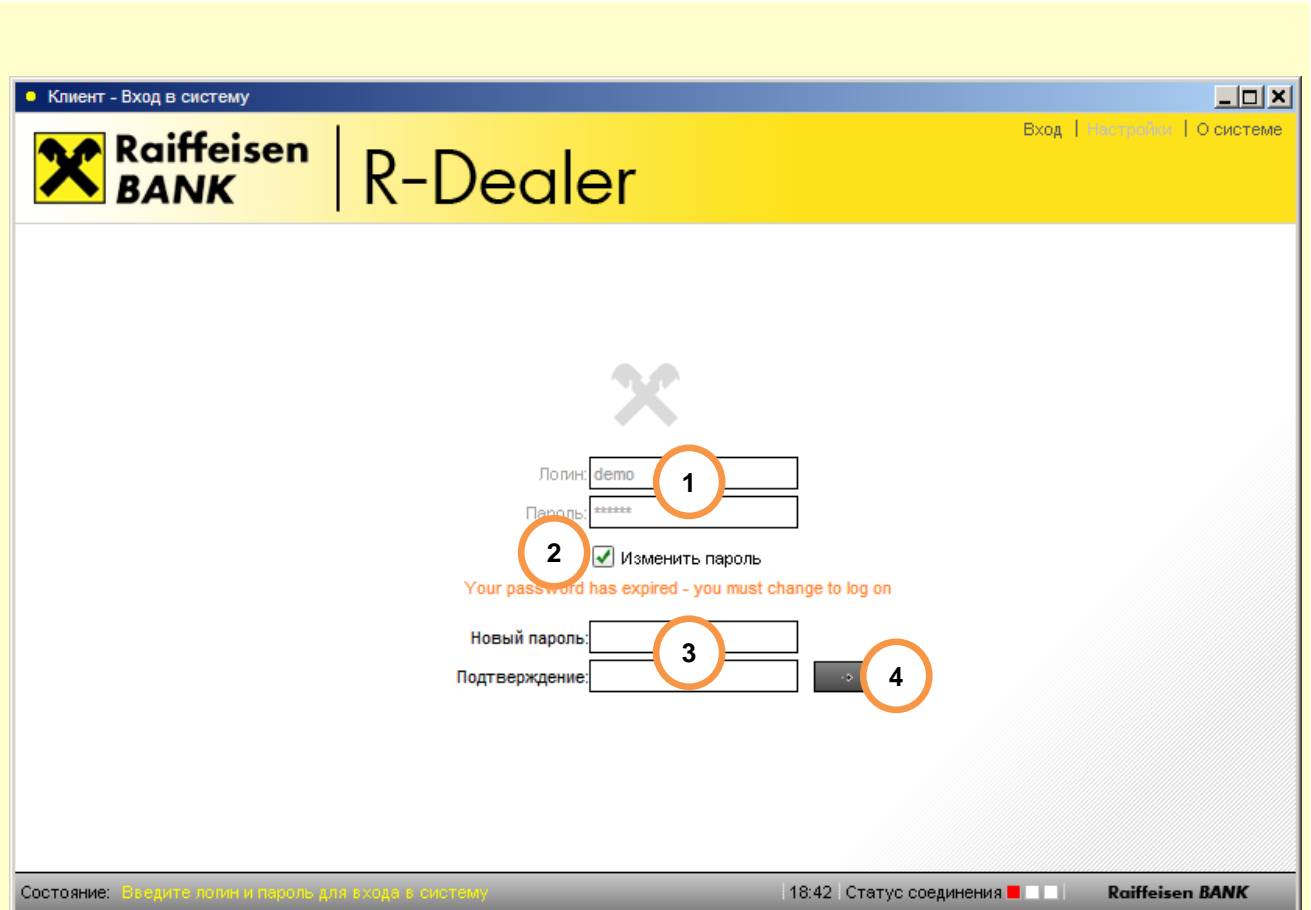 Клиент - Вход в систему
Raiffeisen
BANK
R-Dealer
Вход | Настройки | О системе
Логин: demo
1
Пароль: ******
2
Изменить пароль
Your password has expired - you must change to log on
Новый пароль:
3
Подтверждение:
4
Состояние: Введите логин и пароль для входа в систему
18:42 Статус соединения
Raiffeisen BANK